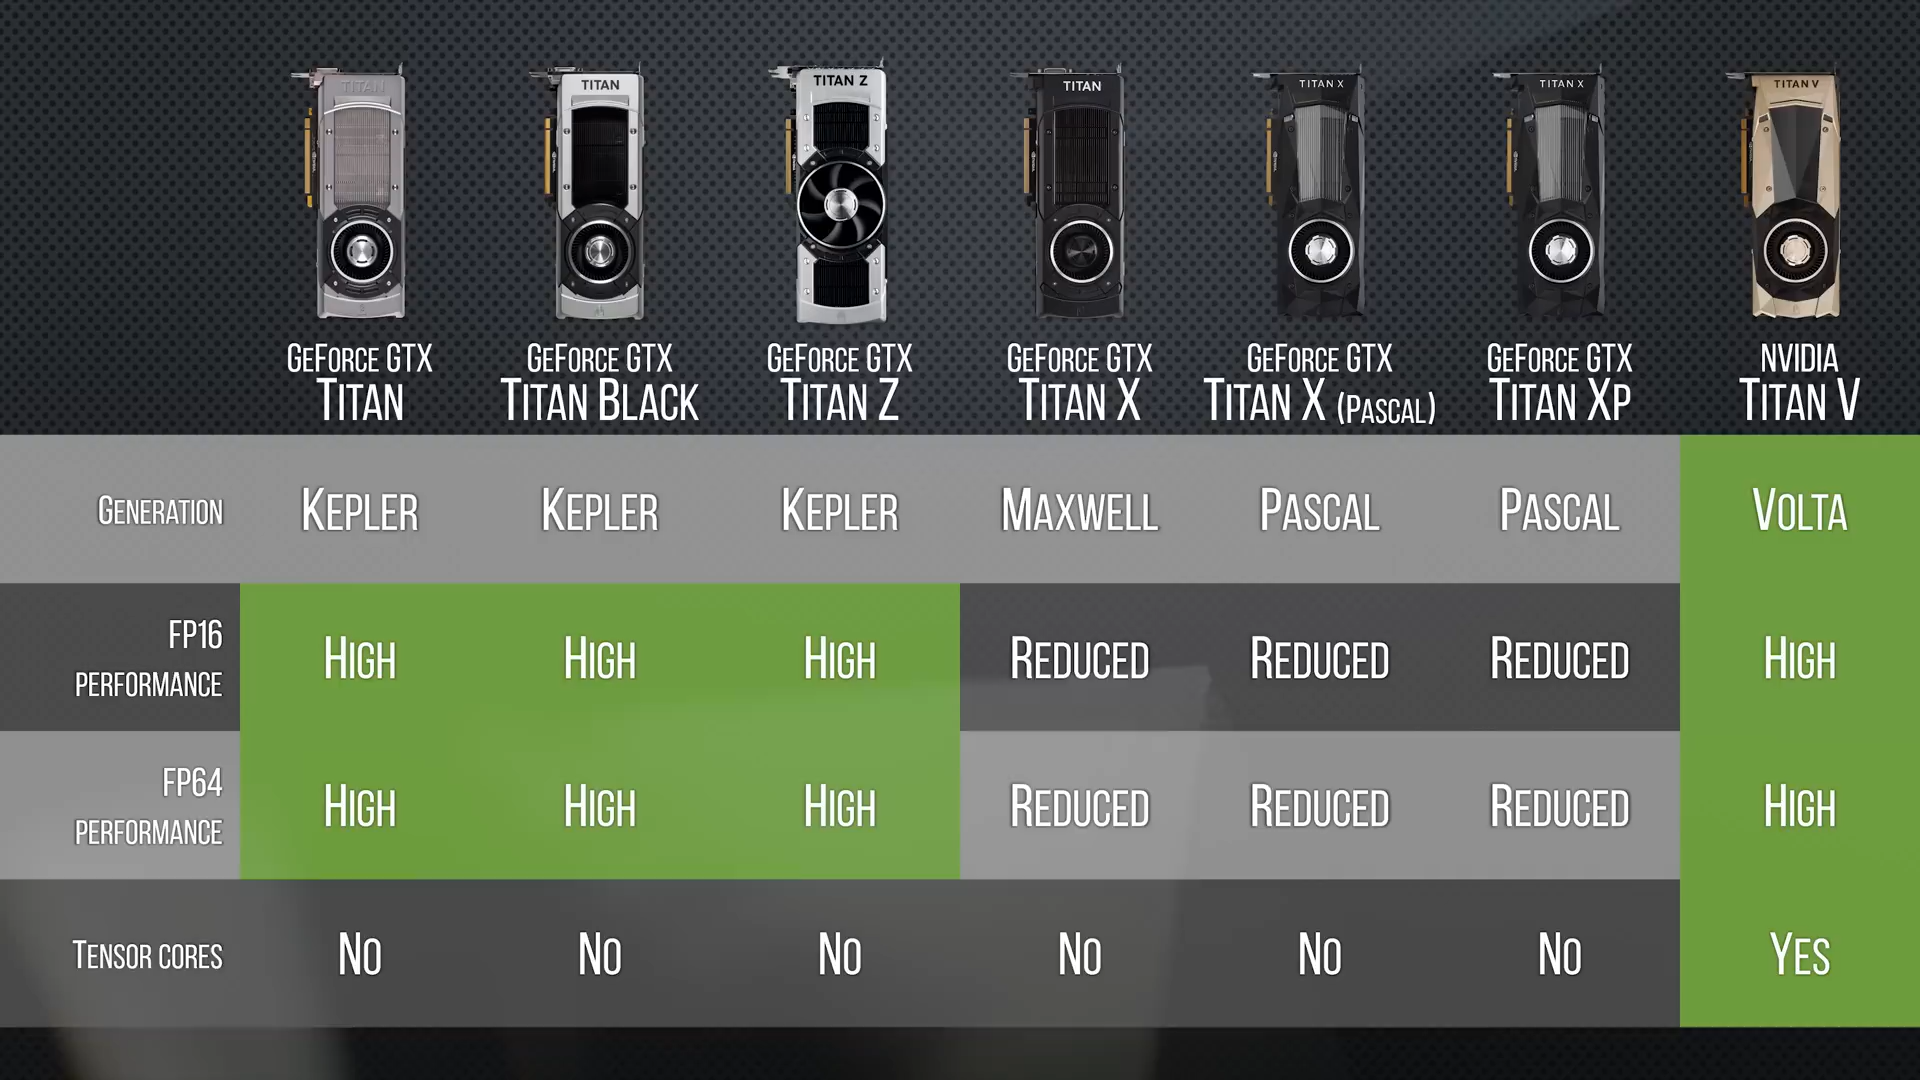 TITAN
TITAN
TITAN Z
TITAN
TITAN X
TITAN X
TITAN V
GEFORCE GTX TITAN
GEFORCE GTX TITAN BLACK
GEFORCE GTX TITAN Z
GEFORCE GTX TITAN X
GEFORCE GTX TITAN X (PASCAL)
GEFORCE GTX TITAN XP
NVIDIA TITAN V
GENERATION KEPLER KEPLER KEPLER MAXWELL PASCAL PASCAL VOLTA
FP16 PERFORMANCE HIGH HIGH HIGH REDUCED REDUCED REDUCED HIGH
FP64 PERFORMANCE HIGH HIGH HIGH REDUCED REDUCED REDUCED HIGH
TENSOR CORES NO NO NO NO NO NO YES